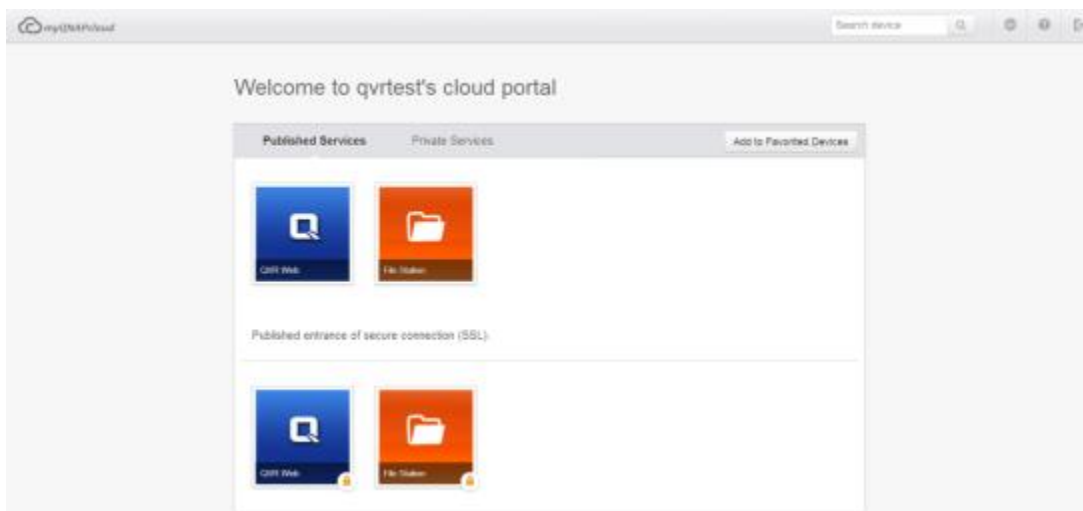 myQNAPcloud
Search device
Welcome to qvrtest's cloud portal
Published Services
Private Services
Add to Favorited Devices
QVR Web
File Station
Published entrance of secure connection (SSL).
QVR Web
File Station